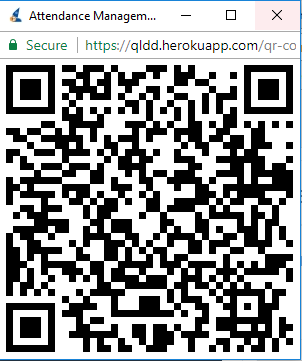 Attendance Managem...
Secure | https://qldd.herokuapp.com/qr-co